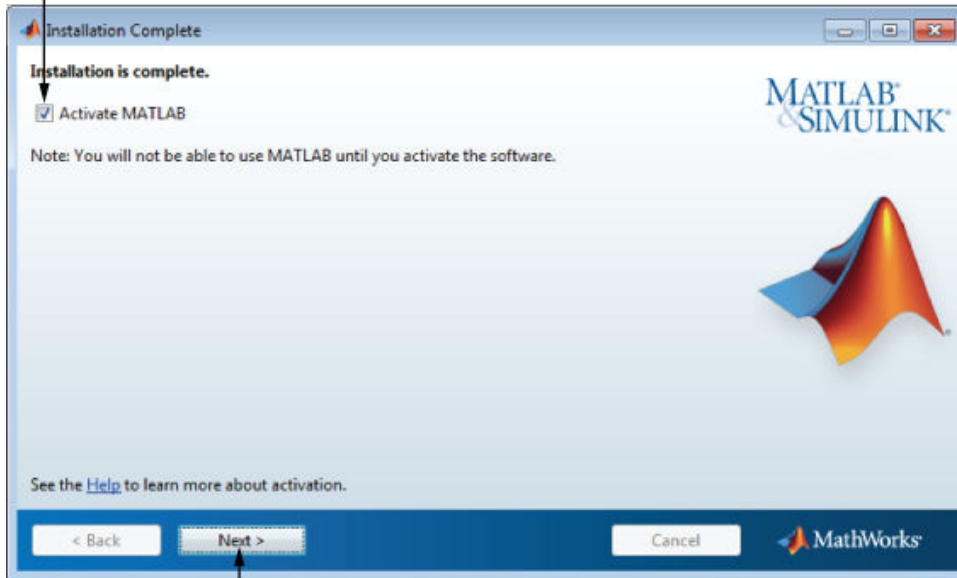 Installation Complete
Installation is complete.
Activate MATLAB
Note: You will not be able to use MATLAB until you activate the software.
MATLAB®
&SIMULINK®
See the Help to learn more about activation.
< Back
Next >
Cancel
MathWorks®